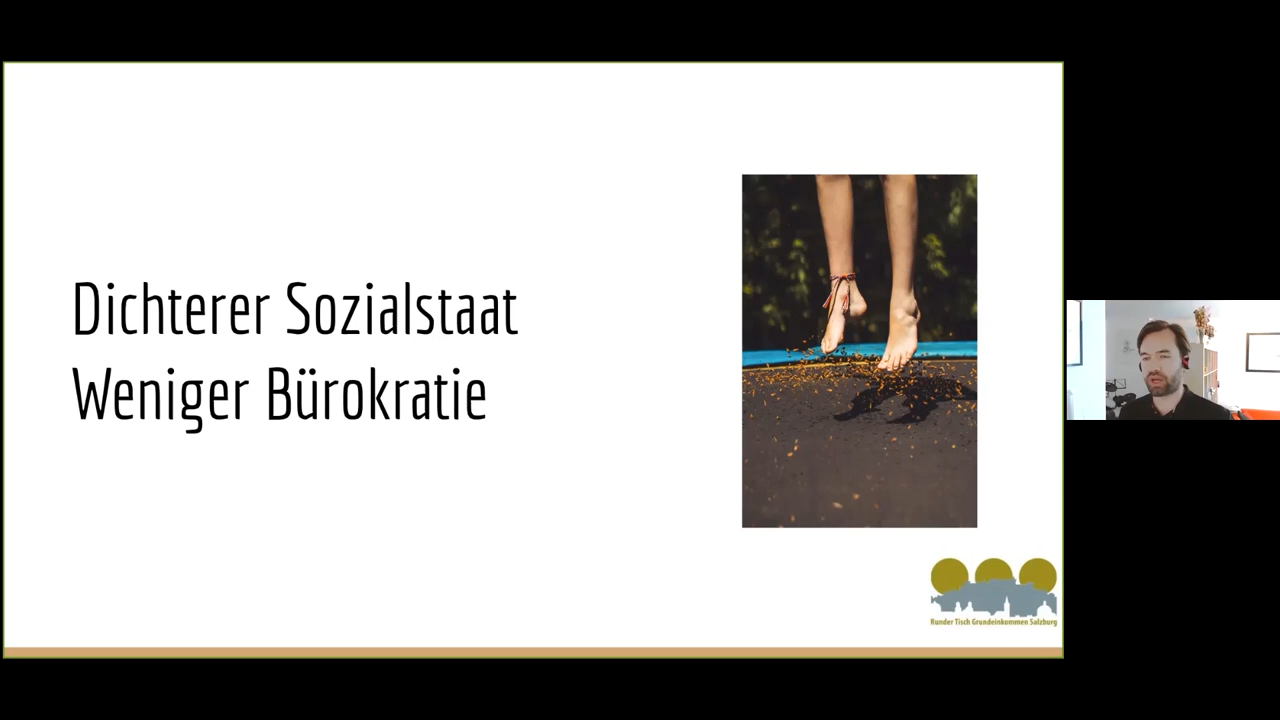 Dichterer Sozialstaat
Weniger Bürokratie
Runder Tisch Grundeinkommen Salzburg